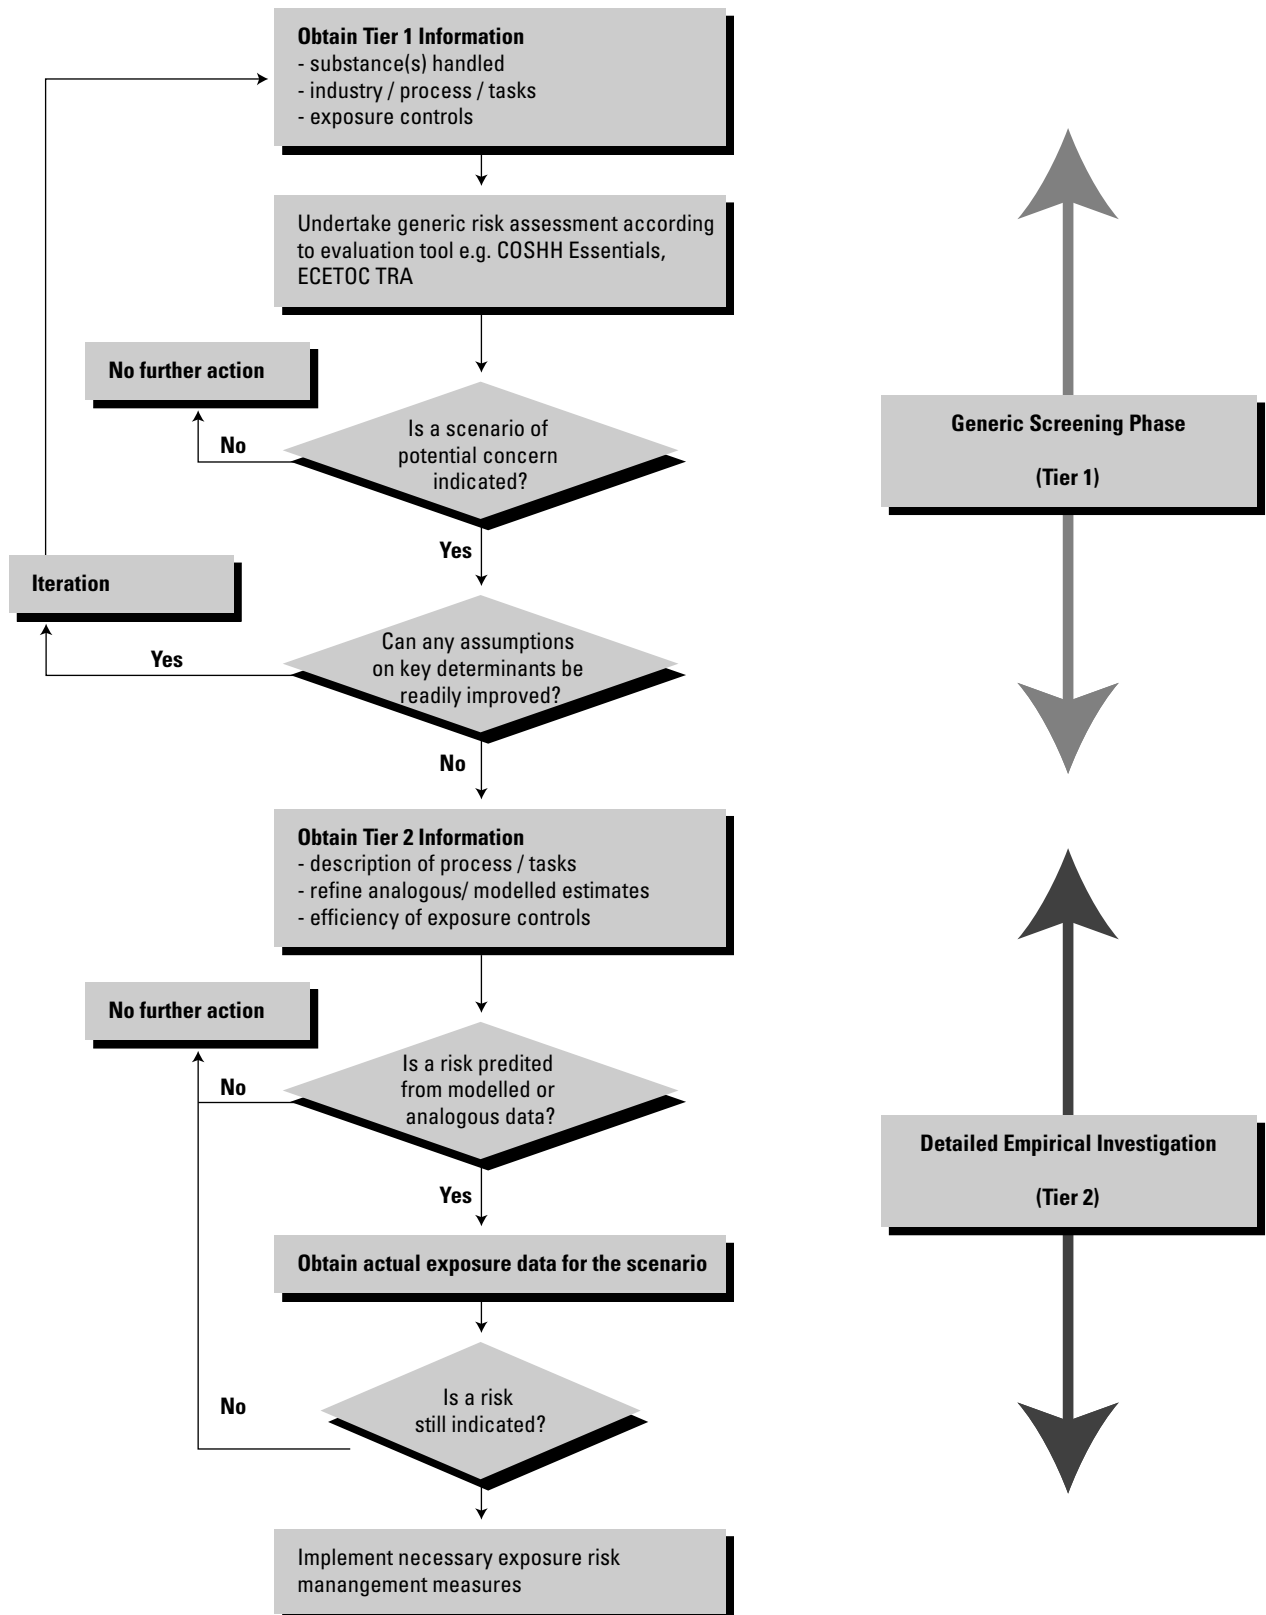 Obtain Tier 1 Information
- substance(s) handled
- industry / process / tasks
- exposure controls
Undertake generic risk assessment according
to evaluation tool e.g. COSHH Essentials,
ECETOC TRA
No further action
Is a scenario of
potential concern
indicated?
No
Yes
Generic Screening Phase
(Tier 1)
Iteration
Can any assumptions
on key determinants be
readily improved?
Yes
No
Obtain Tier 2 Information
- description of process / tasks
- refine analogous/ modelled estimates
- efficiency of exposure controls
No further action
Is a risk predited
from modelled or
analogous data?
No
Yes
Detailed Empirical Investigation
(Tier 2)
Obtain actual exposure data for the scenario
Is a risk
still indicated?
No
Implement necessary exposure risk
manangement measures